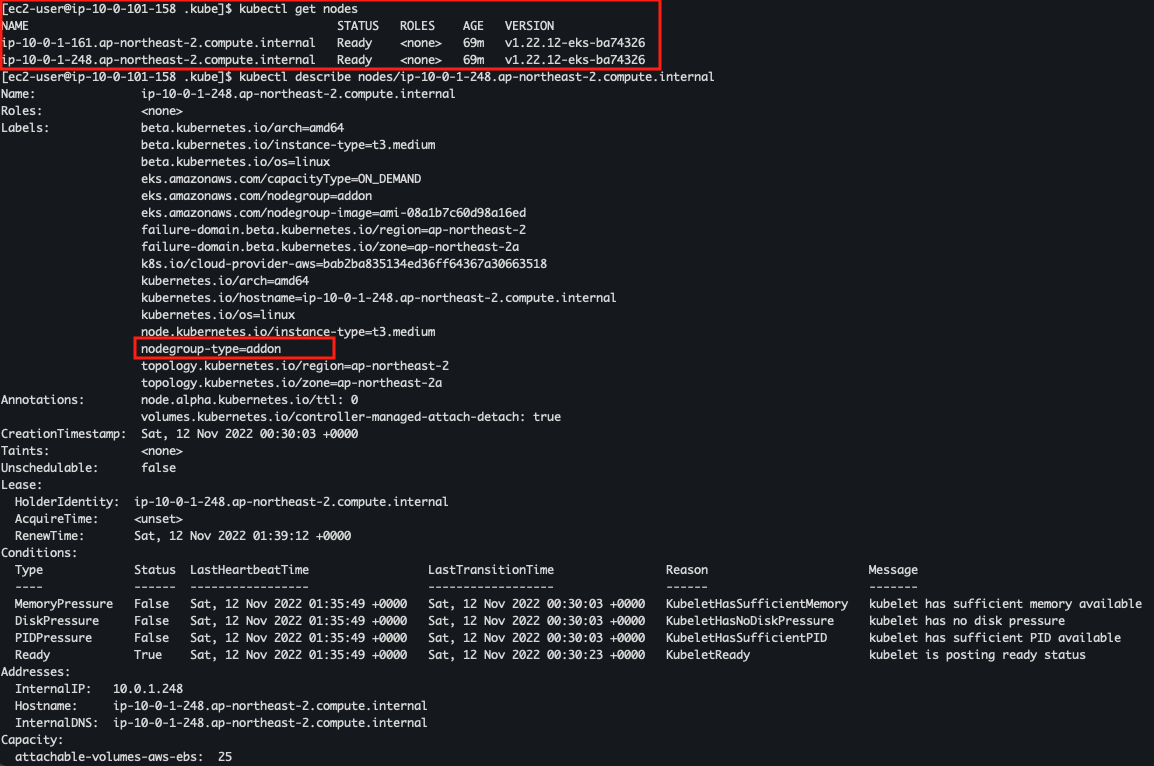 [ec2-user@ip-10-0-101-158 .kube]$ kubectl get nodes
NAME STATUS ROLES AGE VERSION
ip-10-0-1-161.ap-northeast-2.compute.internal Ready <none> 69m v1.22.12-eks-ba74326
ip-10-0-1-248.ap-northeast-2.compute.internal Ready <none> 69m v1.22.12-eks-ba74326
[ec2-user@ip-10-0-101-158 .kube]$ kubectl describe nodes/ip-10-0-1-248.ap-northeast-2.compute.internal
Name: ip-10-0-1-248.ap-northeast-2.compute.internal
Roles: <none>
Labels: beta.kubernetes.io/arch=amd64
beta.kubernetes.io/instance-type=t3.medium
beta.kubernetes.io/os=linux
eks.amazonaws.com/capacityType=ON_DEMAND
eks.amazonaws.com/nodegroup=addon
eks.amazonaws.com/nodegroup-image=ami-08a1b7c60d98a16ed
failure-domain.beta.kubernetes.io/region=ap-northeast-2
failure-domain.beta.kubernetes.io/zone=ap-northeast-2a
k8s.io/cloud-provider-aws=bab2ba835134ed36ff64367a30663518
kubernetes.io/arch=amd64
kubernetes.io/hostname=ip-10-0-1-248.ap-northeast-2.compute.internal
kubernetes.io/os=linux
node.kubernetes.io/instance-type=t3.medium
nodegroup-type=addon
topology.kubernetes.io/region=ap-northeast-2
topology.kubernetes.io/zone=ap-northeast-2a
Annotations: node.alpha.kubernetes.io/ttl: 0
volumes.kubernetes.io/controller-managed-attach-detach: true
CreationTimestamp: Sat, 12 Nov 2022 00:30:03 +0000
Taints: <none>
Unschedulable: false
Lease:
HolderIdentity: ip-10-0-1-248.ap-northeast-2.compute.internal
AcquireTime: <unset>
RenewTime: Sat, 12 Nov 2022 01:39:12 +0000
Conditions:
Type Status LastHeartbeatTime LastTransitionTime Reason Message
---- ------ ----------------- ------------------ ------ -------
MemoryPressure False Sat, 12 Nov 2022 01:35:49 +0000 Sat, 12 Nov 2022 00:30:03 +0000 KubeletHasSufficientMemory kubelet has sufficient memory available
DiskPressure False Sat, 12 Nov 2022 01:35:49 +0000 Sat, 12 Nov 2022 00:30:03 +0000 KubeletHasNoDiskPressure kubelet has no disk pressure
PIDPressure False Sat, 12 Nov 2022 01:35:49 +0000 Sat, 12 Nov 2022 00:30:03 +0000 KubeletHasSufficientPID kubelet has sufficient PID available
Ready True Sat, 12 Nov 2022 01:35:49 +0000 Sat, 12 Nov 2022 00:30:23 +0000 KubeletReady kubelet is posting ready status
Addresses:
InternalIP: 10.0.1.248
Hostname: ip-10-0-1-248.ap-northeast-2.compute.internal
InternalDNS: ip-10-0-1-248.ap-northeast-2.compute.internal
Capacity:
attachable-volumes-aws-ebs: 25